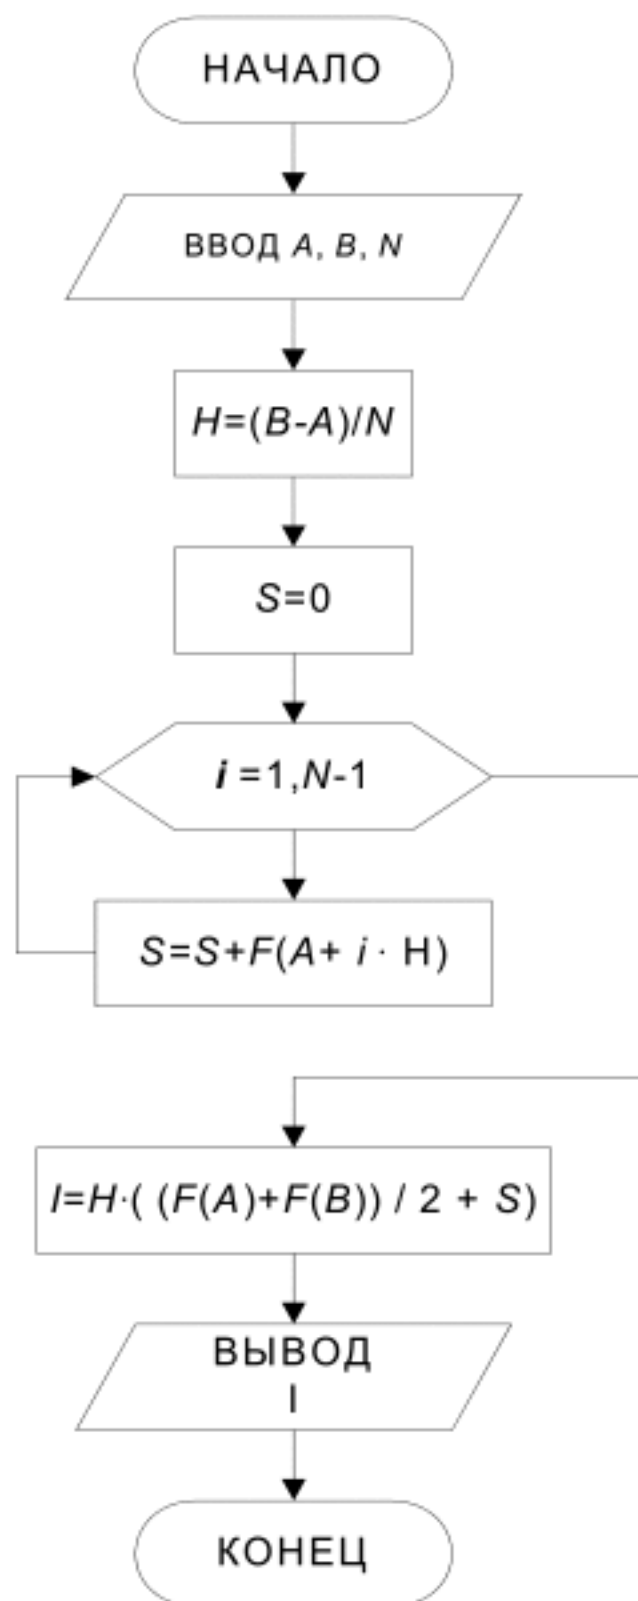 НАЧАЛО
ВВОД A, B, N
H=(B-A)/N
S=0
i =1,N-1
S=S+F(A+ i · H)
I=H·( (F(A)+F(B)) / 2 + S)
ВЫВОД
I
КОНЕЦ